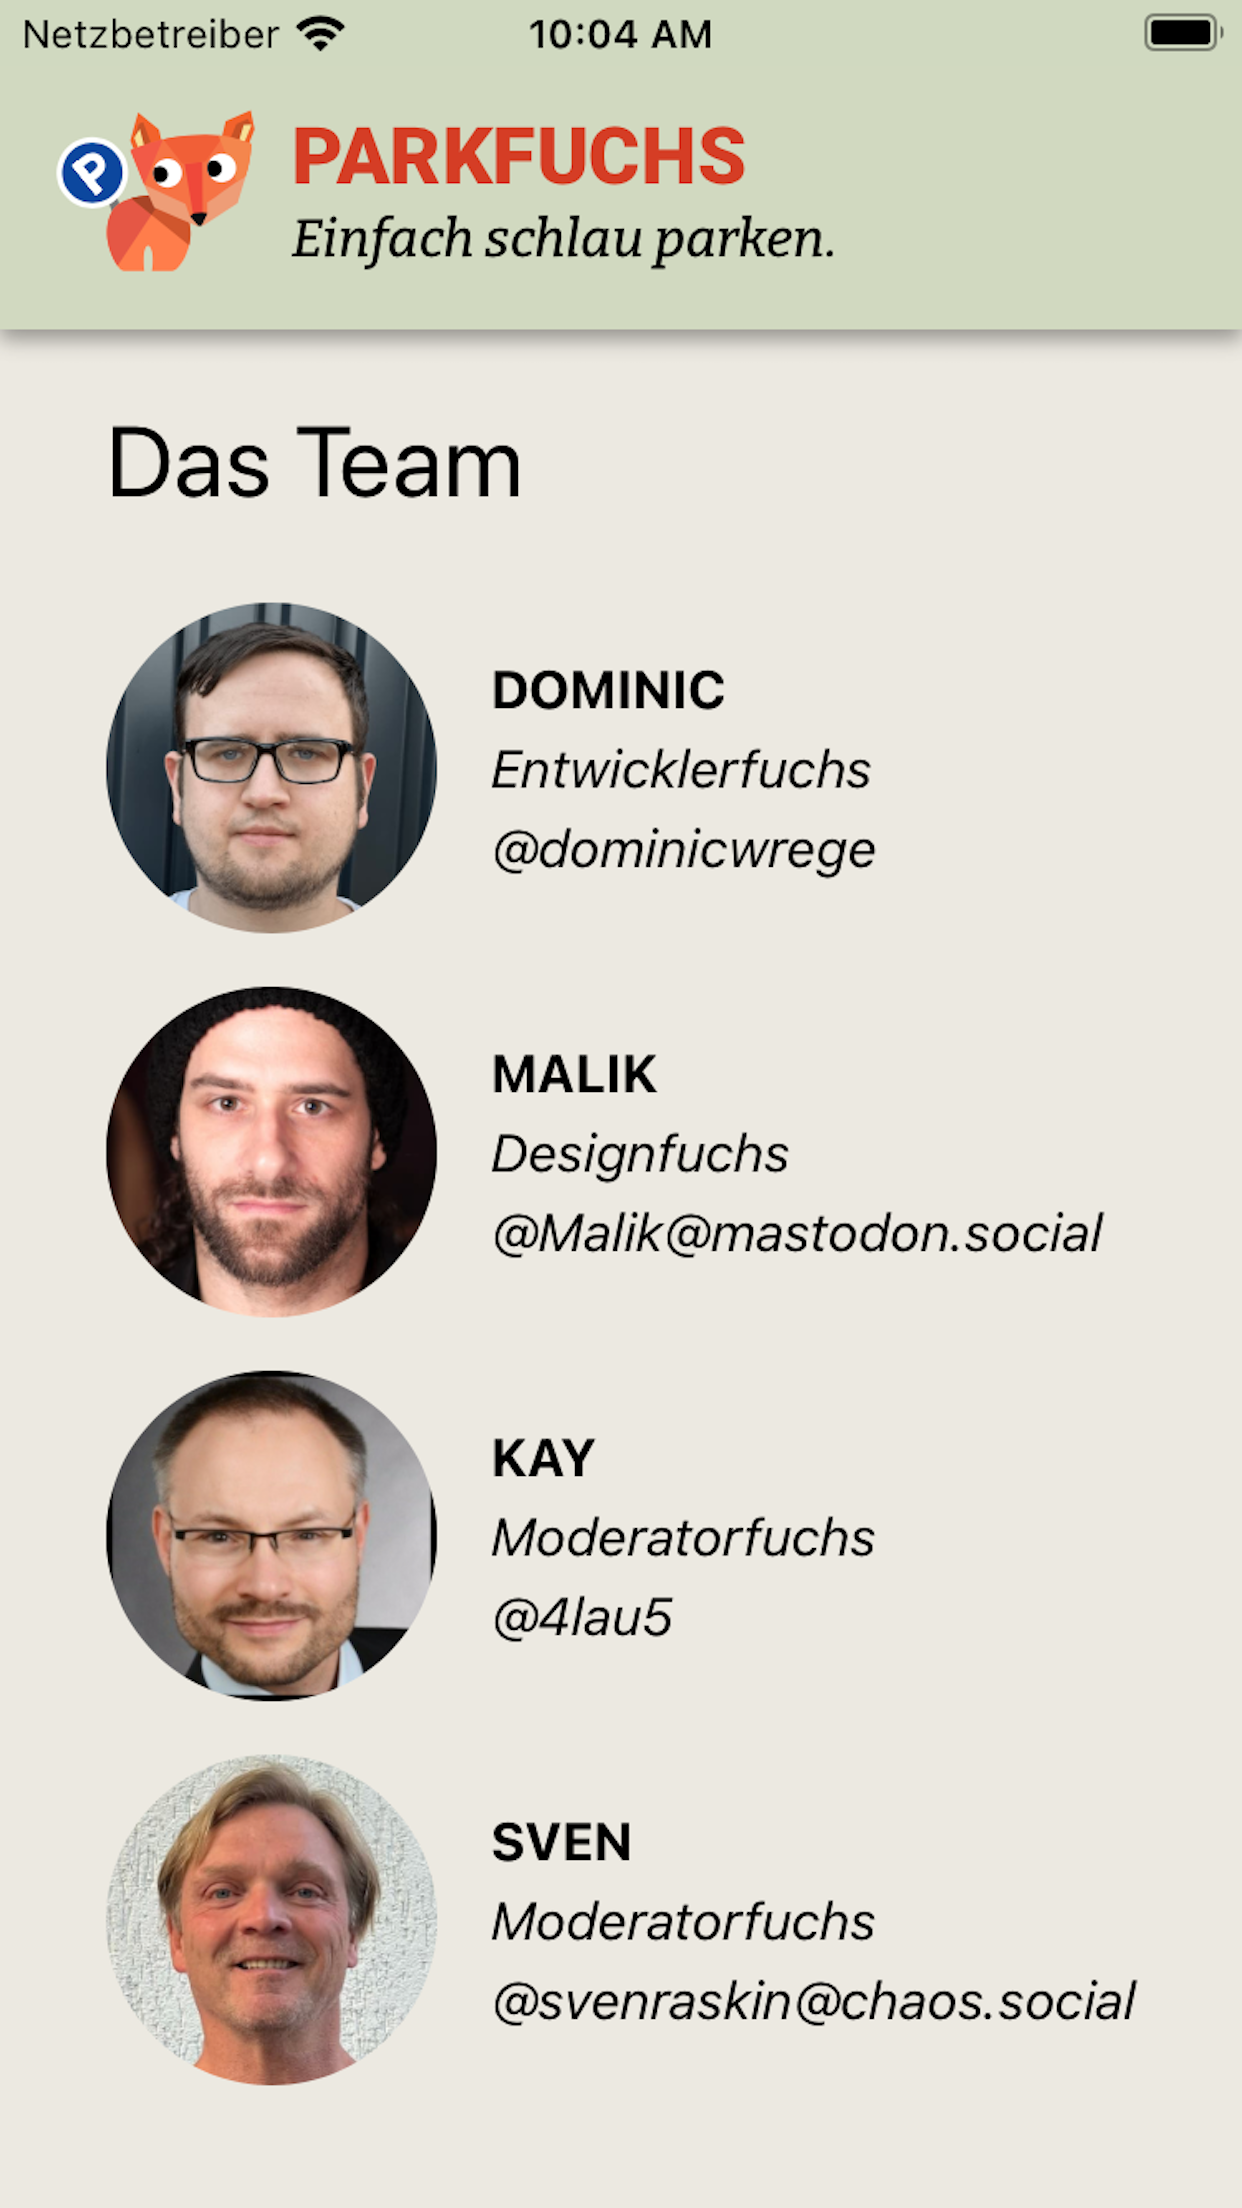 Netzbetreiber 10:04 AM
P
PARKFUCHS
Einfach schlau parken.
Das Team
DOMINIC
Entwicklerfuchs
@dominicwrege
MALIK
Designfuchs
@Malik@mastodon.social
KAY
Moderatorfuchs
@4lau5
SVEN
Moderatorfuchs
@svenraskin@chaos.social